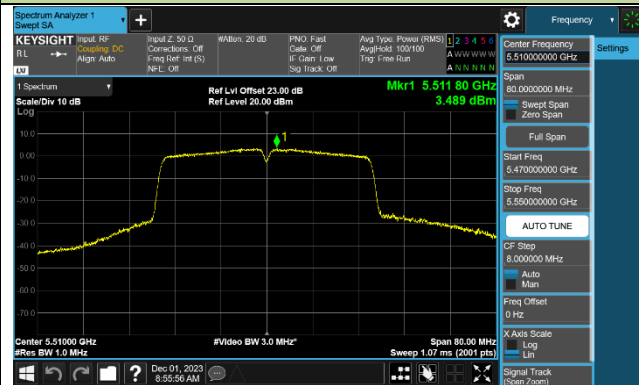 Spectrum Analyzer 1
Swept SA
Frequency
KEYSIGHT
RL
LXI
Input: RF
Coupling: DC
Align: Auto
Input Z: 50 Ω
Corrections: Off
Freq Ref: Int (S)
NFE: Off
#Atten: 20 dB
PNO: Fast
Gate: Off
IF Gain: Low
Sig Track: Off
Avg Type: Power (RMS)
Avg|Hold: 100/100
Trig: Free Run
1 2 3 4 5 6
A W W W W W
A N N N N N
Center Frequency
5.510000000 GHz
Settings
Span
80.0000000 MHz
Swept Span
Zero Span
Full Span
Start Freq
5.470000000 GHz
Stop Freq
5.550000000 GHz
AUTO TUNE
CF Step
8.000000 MHz
Auto
Man
Freq Offset
0 Hz
X Axis Scale
Log
Lin
Signal Track
(Span Zoom)
1 Spectrum
Scale/Div 10 dB
Log
Ref Lvl Offset 23.00 dB
Ref Level 20.00 dBm
Mkr1 5.511 80 GHz
3.489 dBm
1
10.0
0.00
-10.0
-20.0
-30.0
-40.0
-50.0
-60.0
-70.0
Center 5.51000 GHz
#Res BW 1.0 MHz
#Video BW 3.0 MHz*
Span 80.00 MHz
Sweep 1.07 ms (2001 pts)
?
Dec 01, 2023
8:55:56 AM